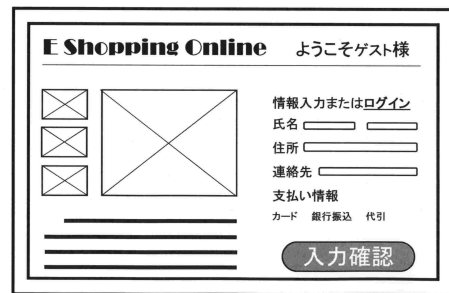 E Shopping Online
ようこそゲスト様
情報入力またはログイン
氏名
住所
連絡先
支払い情報
カード 銀行振込 代引
入力確認